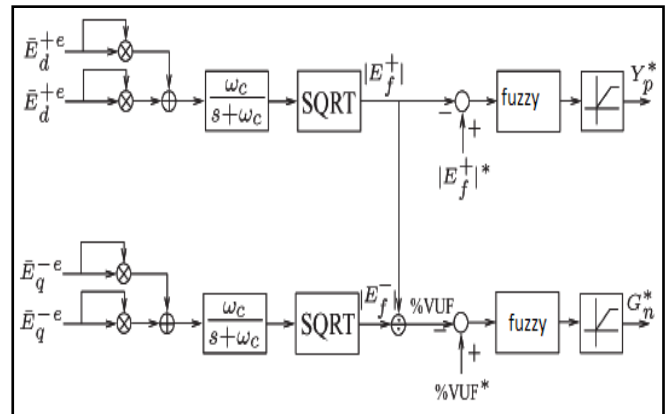 Ē_d^{+e}
Ē_d^{+e}
ω_c
s+ω_c
SQRT
|E_f^+|
− +
|E_f^+|*
fuzzy
Y_p^*
Ē_q^{-e}
Ē_q^{-e}
ω_c
s+ω_c
SQRT
|E_f^-|
%VUF
− +
%VUF*
fuzzy
G_n^*